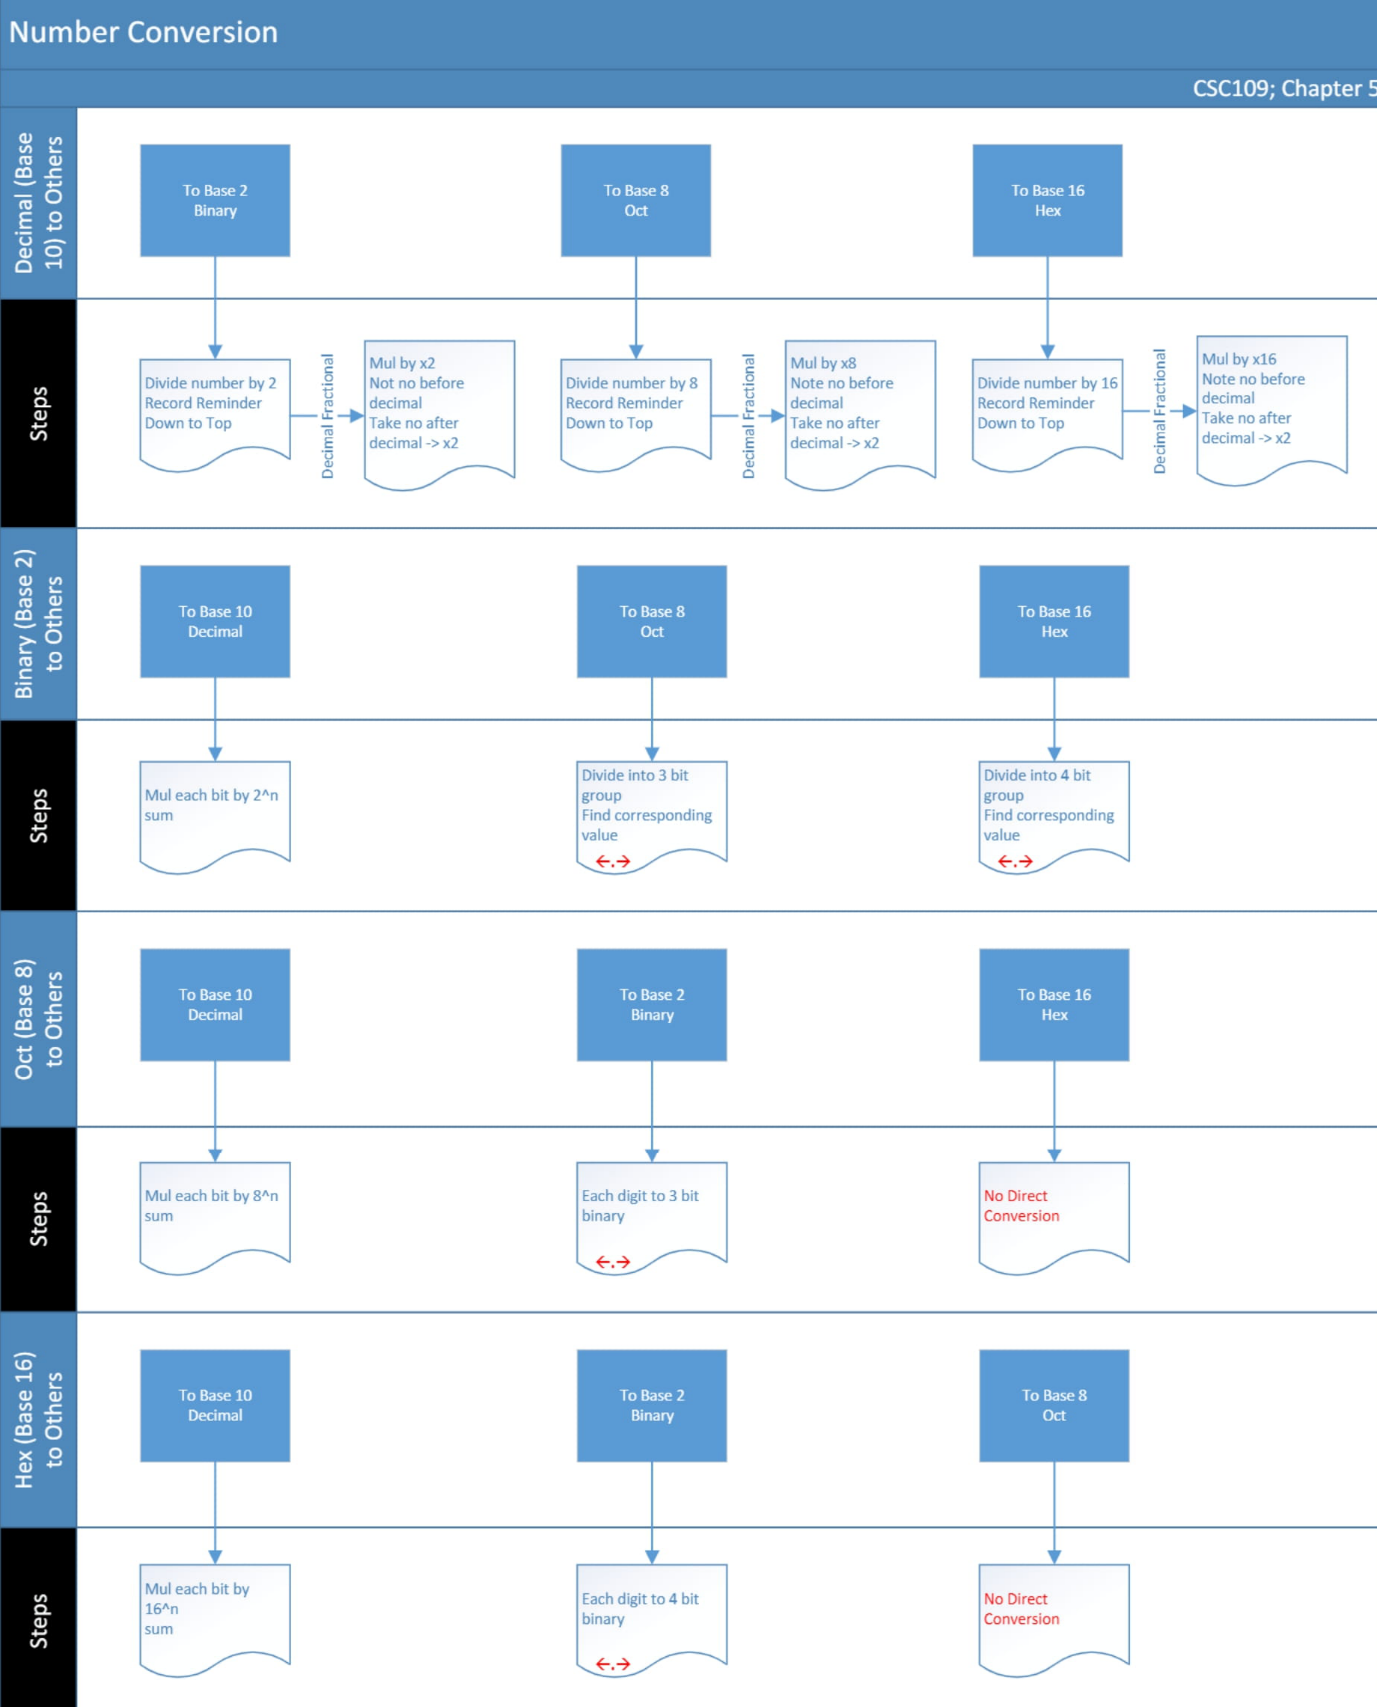 Number Conversion
CSC109; Chapter 5
Decimal (Base
10) to Others
To Base 2
Binary
To Base 8
Oct
To Base 16
Hex
Steps
Divide number by 2
Record Reminder
Down to Top
Decimal Fractional
Mul by x2
Not no before
decimal
Take no after
decimal -> x2
Divide number by 8
Record Reminder
Down to Top
Decimal Fractional
Mul by x8
Note no before
decimal
Take no after
decimal -> x2
Divide number by 16
Record Reminder
Down to Top
Decimal Fractional
Mul by x16
Note no before
decimal
Take no after
decimal -> x2
Binary (Base 2)
to Others
To Base 10
Decimal
To Base 8
Oct
To Base 16
Hex
Steps
Mul each bit by 2^n
sum
Divide into 3 bit
group
Find corresponding
value
←.→
Divide into 4 bit
group
Find corresponding
value
←.→
Oct (Base 8)
to Others
To Base 10
Decimal
To Base 2
Binary
To Base 16
Hex
Steps
Mul each bit by 8^n
sum
Each digit to 3 bit
binary
←.→
No Direct
Conversion
Hex (Base 16)
to Others
To Base 10
Decimal
To Base 2
Binary
To Base 8
Oct
Steps
Mul each bit by
16^n
sum
Each digit to 4 bit
binary
←.→
No Direct
Conversion